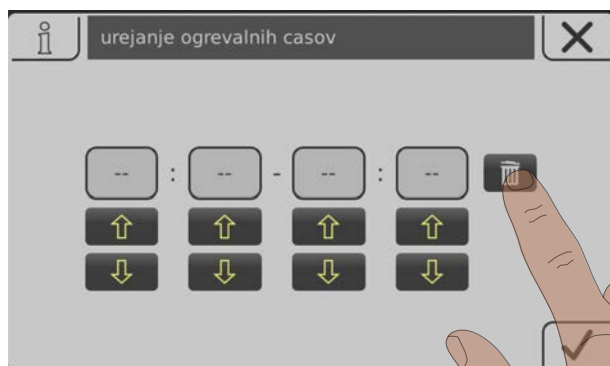 urejanje ogrevalnih casov
-- : -- - -- : --